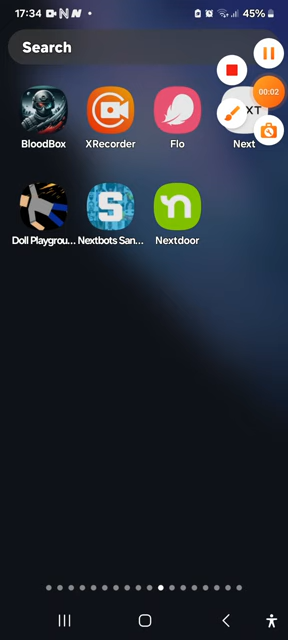 17:34
45%
Search
00:02
XT
BloodBox
XRecorder
Flo
Next
S
n
Doll Playgrou...
Nextbots San...
Nextdoor